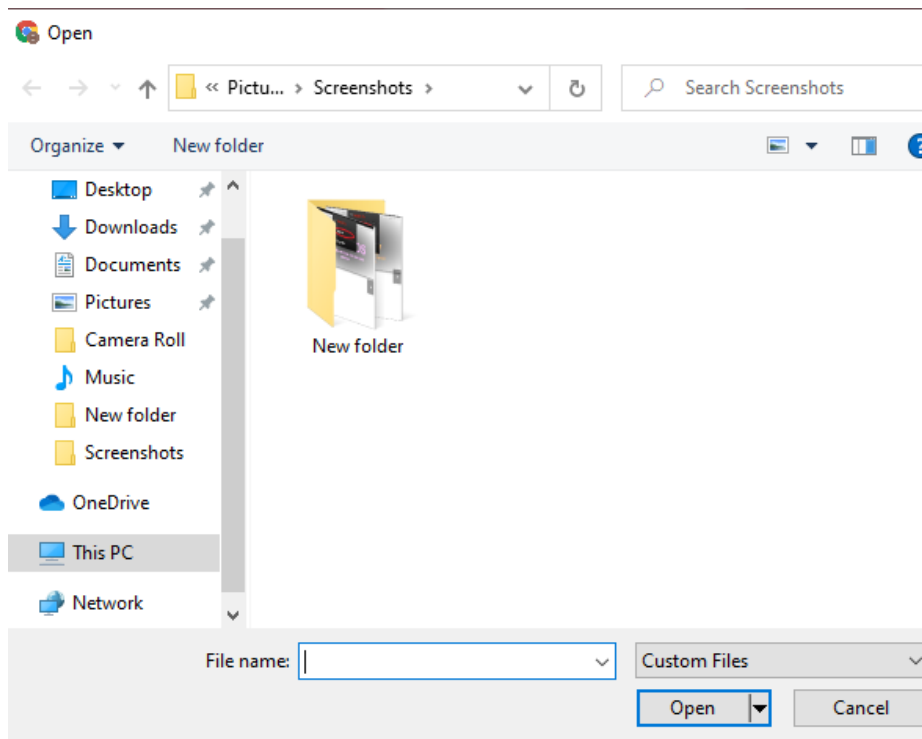 Open
« Pictu... › Screenshots ›
Search Screenshots
Organize
New folder
Desktop
Downloads
Documents
Pictures
Camera Roll
Music
New folder
Screenshots
OneDrive
This PC
Network
New folder
File name:
Custom Files
Open
Cancel